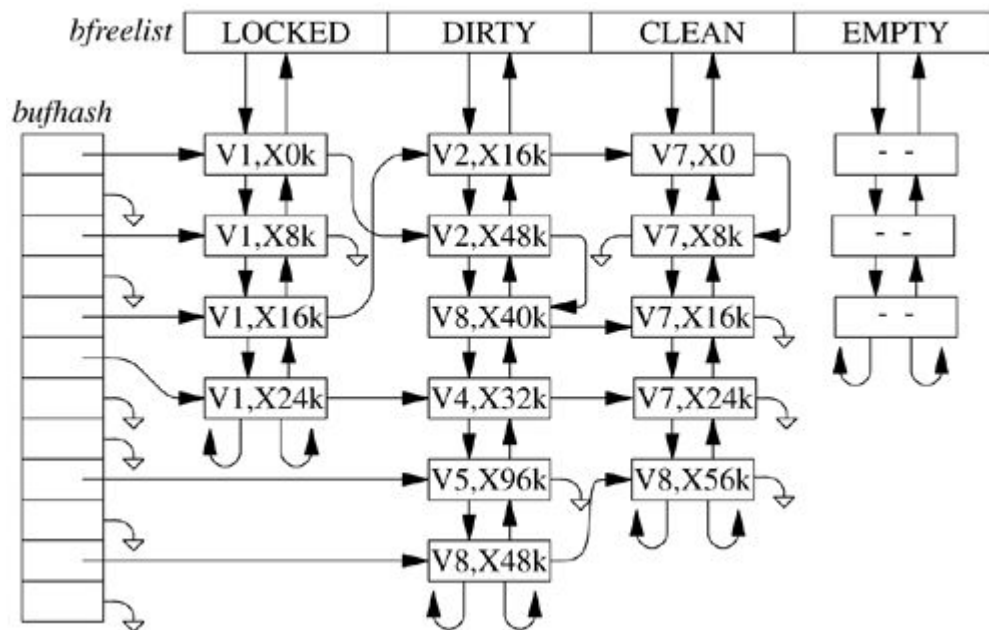 bfreelist LOCKED DIRTY CLEAN EMPTY
bufhash
V1,X0k V2,X16k V7,X0 - -
V1,X8k V2,X48k V7,X8k - -
V1,X16k V8,X40k V7,X16k - -
V1,X24k V4,X32k V7,X24k
V5,X96k V8,X56k
V8,X48k